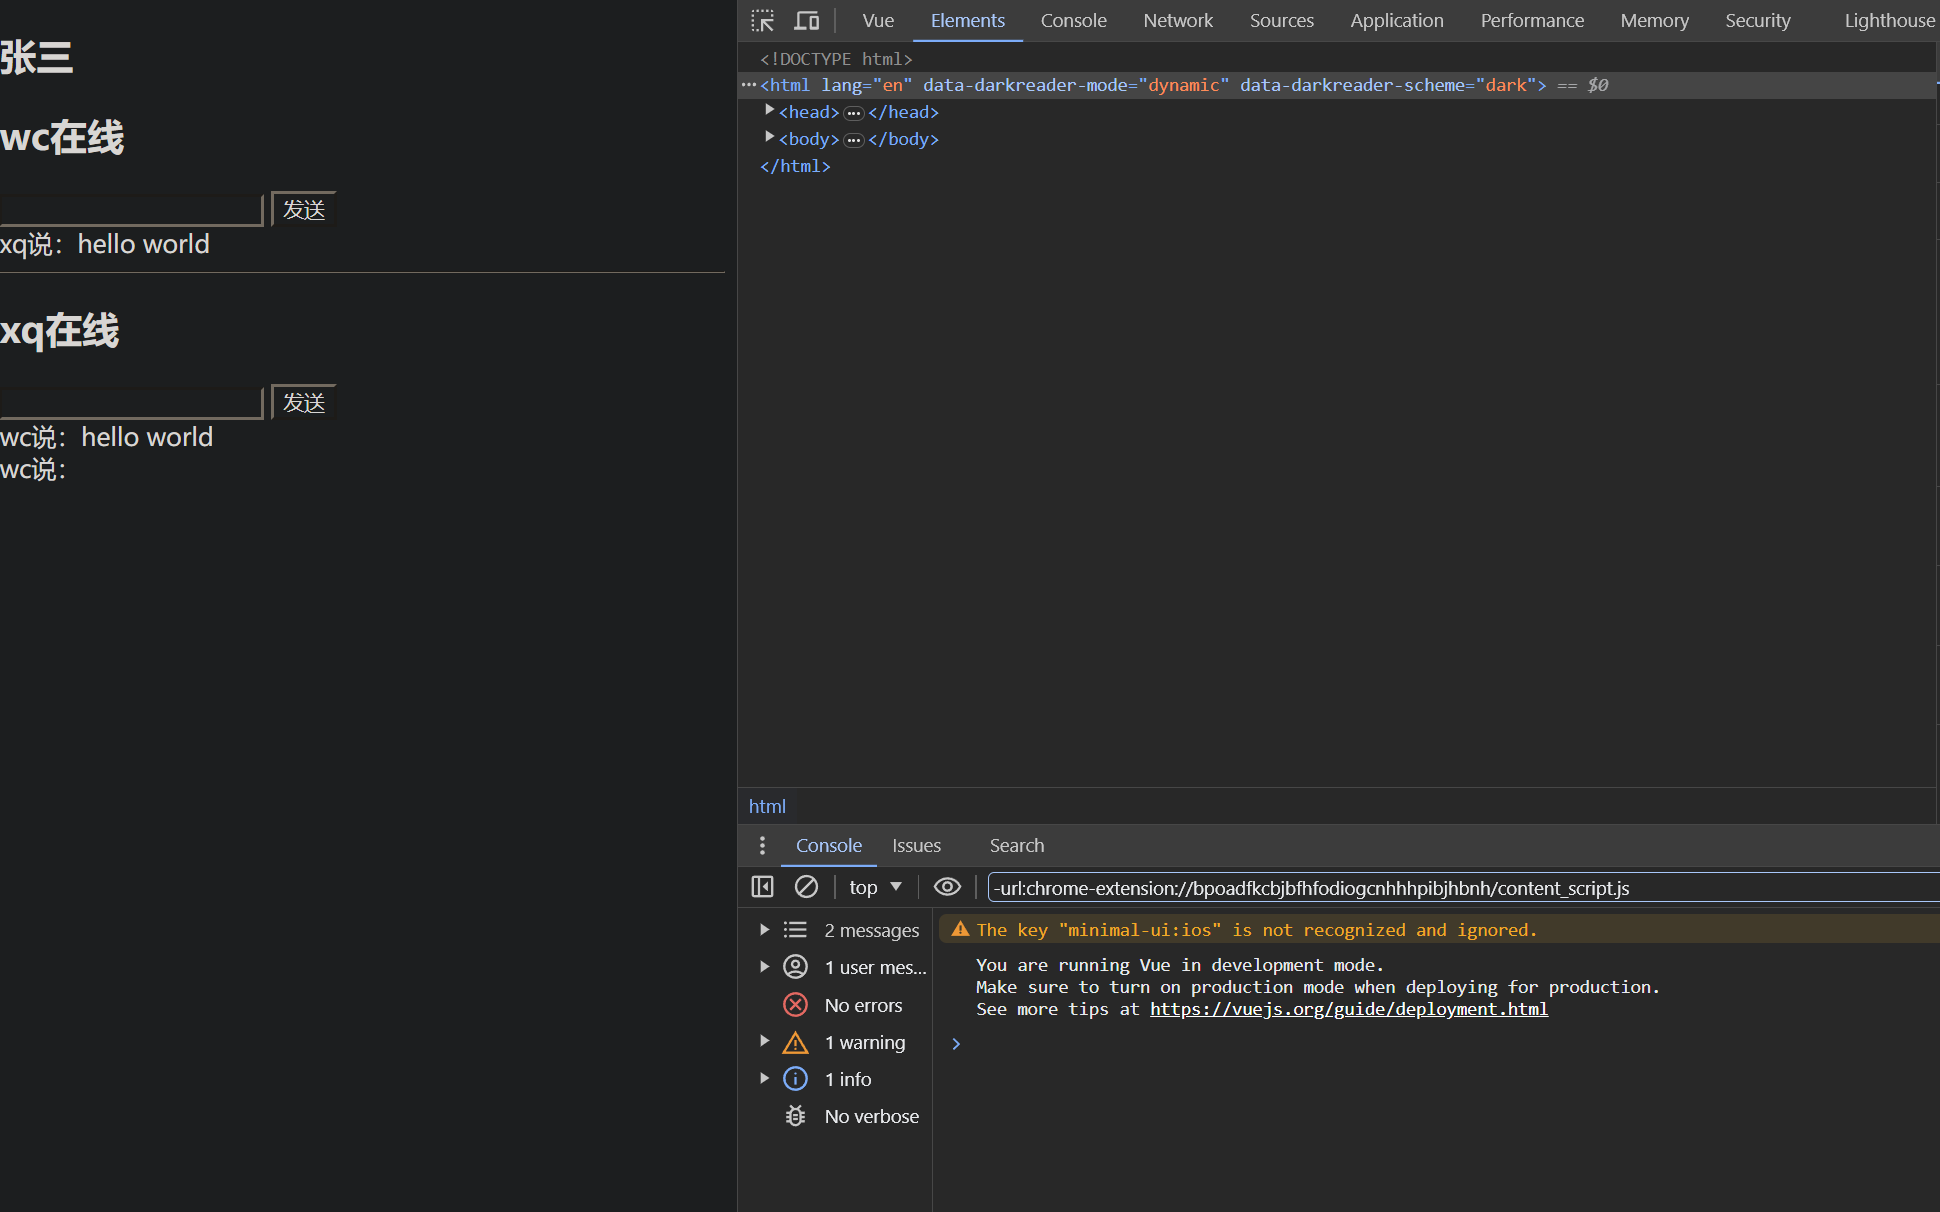 张三
wc在线
发送
xq说：hello world
xq在线
发送
wc说：hello world
wc说：
Vue Elements Console Network Sources Application Performance Memory Security Lighthouse
<!DOCTYPE html>
<html lang="en" data-darkreader-mode="dynamic" data-darkreader-scheme="dark"> == $0
<head>…</head>
<body>…</body>
</html>
html
Console Issues Search
top -url:chrome-extension://bpoadfkcbjbfhfodiogcnhhhpibjhbnh/content_script.js
2 messages
1 user mes...
No errors
1 warning
1 info
No verbose
The key "minimal-ui:ios" is not recognized and ignored.
You are running Vue in development mode.
Make sure to turn on production mode when deploying for production.
See more tips at https://vuejs.org/guide/deployment.html